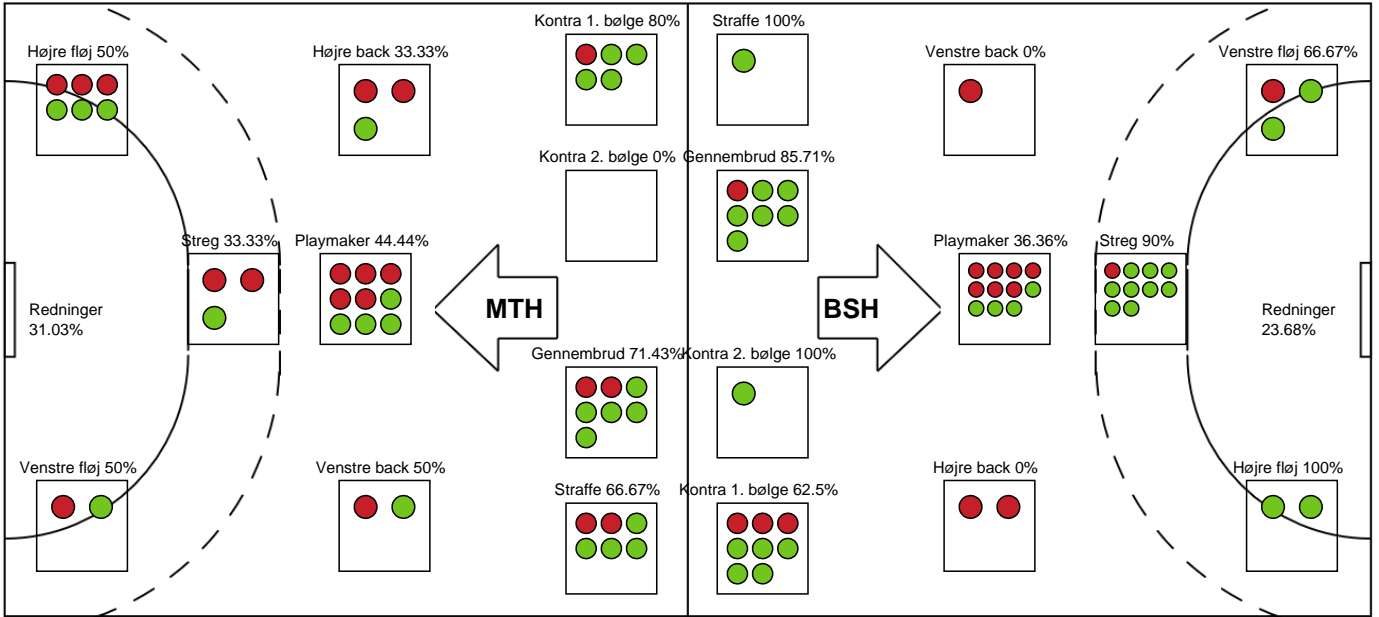 Kontra 1. bølge 80%
Straffe 100%
Højre fløj 50%
Højre back 33.33%
Venstre back 0%
Venstre fløj 66.67%
Kontra 2. bølge 0%
Gennembrud 85.71%
Streg 33.33%
Playmaker 44.44%
Playmaker 36.36%
Streg 90%
Redninger
31.03%
MTH
BSH
Redninger
23.68%
Gennembrud 71.43%
Kontra 2. bølge 100%
Venstre fløj 50%
Venstre back 50%
Højre back 0%
Højre fløj 100%
Straffe 66.67%
Kontra 1. bølge 62.5%